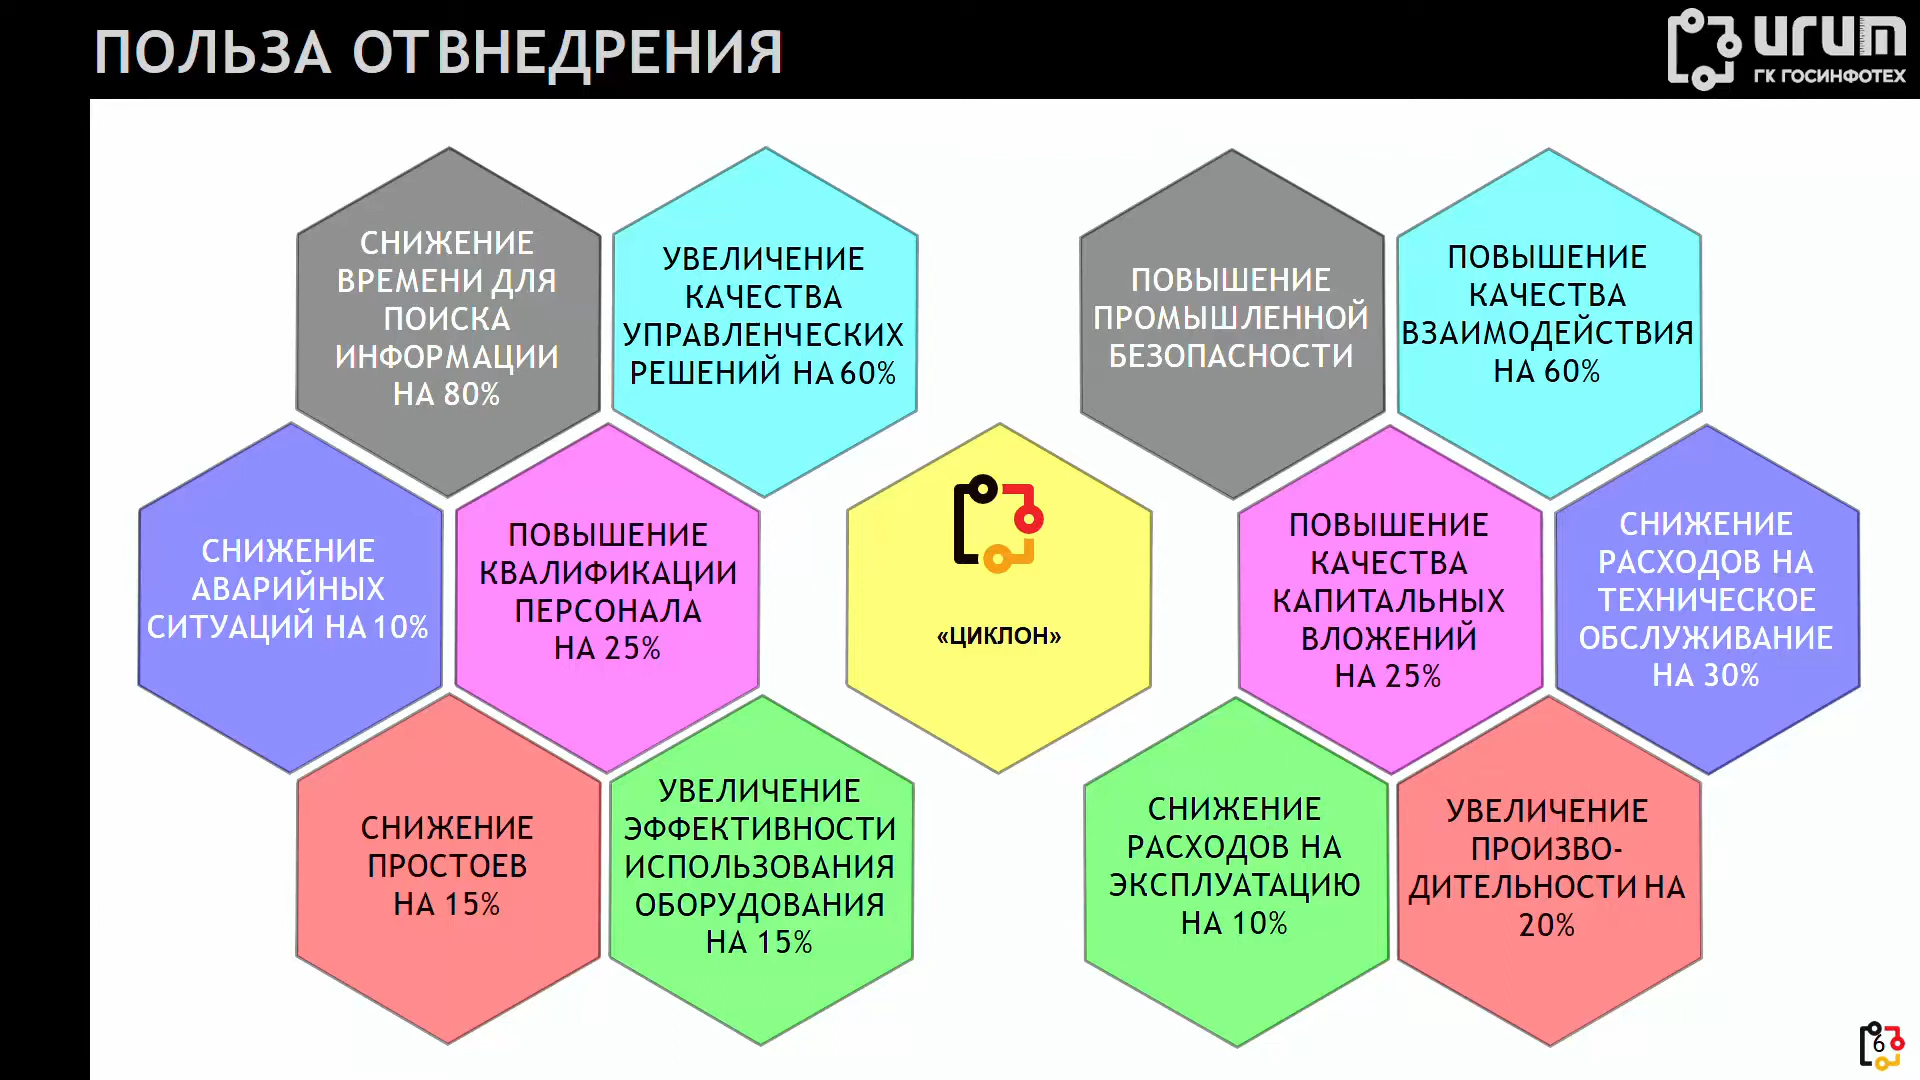 ПОЛЬЗА ОТ ВНЕДРЕНИЯ
игит
ГК ГОСИНФОТЕХ
СНИЖЕНИЕ
ВРЕМЕНИ ДЛЯ
ПОИСКА
ИНФОРМАЦИИ
НА 80%
УВЕЛИЧЕНИЕ
КАЧЕСТВА
УПРАВЛЕНЧЕСКИХ
РЕШЕНИЙ НА 60%
ПОВЫШЕНИЕ
ПРОМЫШЛЕННОЙ
БЕЗОПАСНОСТИ
ПОВЫШЕНИЕ
КАЧЕСТВА
ВЗАИМОДЕЙСТВИЯ
НА 60%
СНИЖЕНИЕ
АВАРИЙНЫХ
СИТУАЦИЙ НА 10%
ПОВЫШЕНИЕ
КВАЛИФИКАЦИИ
ПЕРСОНАЛА
НА 25%
«ЦИКЛОН»
ПОВЫШЕНИЕ
КАЧЕСТВА
КАПИТАЛЬНЫХ
ВЛОЖЕНИЙ
НА 25%
СНИЖЕНИЕ
РАСХОДОВ НА
ТЕХНИЧЕСКОЕ
ОБСЛУЖИВАНИЕ
НА 30%
СНИЖЕНИЕ
ПРОСТОЕВ
НА 15%
УВЕЛИЧЕНИЕ
ЭФФЕКТИВНОСТИ
ИСПОЛЬЗОВАНИЯ
ОБОРУДОВАНИЯ
НА 15%
СНИЖЕНИЕ
РАСХОДОВ НА
ЭКСПЛУАТАЦИЮ
НА 10%
УВЕЛИЧЕНИЕ
ПРОИЗВО-
ДИТЕЛЬНОСТИ НА
20%
6